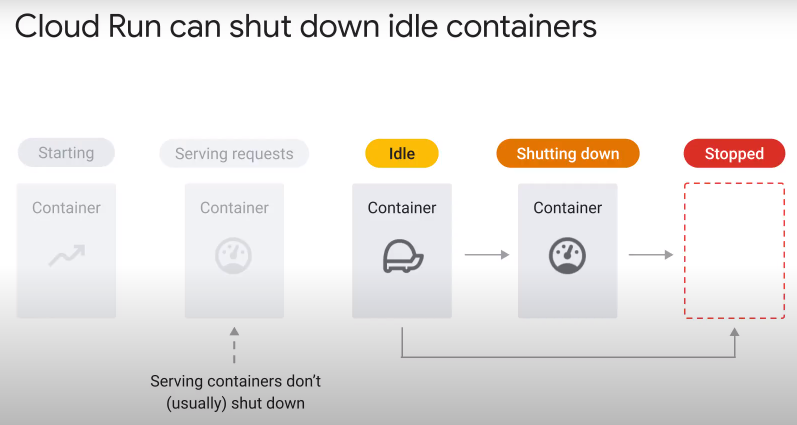 Cloud Run can shut down idle containers
Starting
Serving requests
Idle
Shutting down
Stopped
Container
Container
Container
Container
Serving containers don’t
(usually) shut down